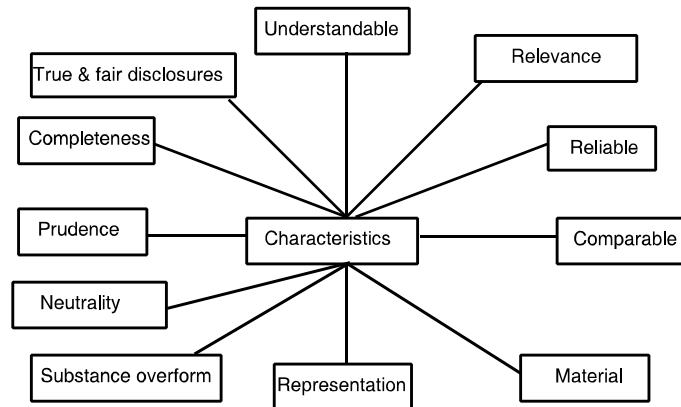 Understandable
Relevance
True & fair disclosures
Completeness
Reliable
Prudence
Characteristics
Comparable
Neutrality
Substance overform
Representation
Material